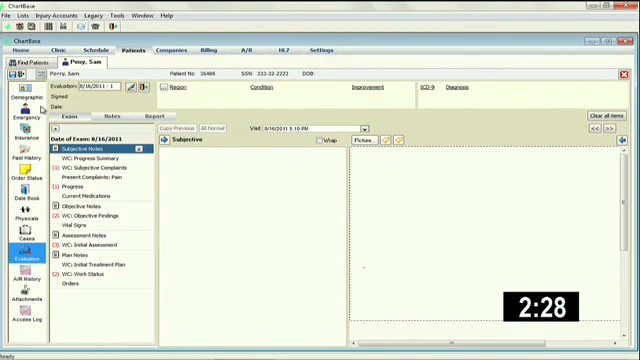 ChartBase
File Lists Injury Accounts Legacy Tools Window Help
ChartBase
Home Clinic Schedule Patients Companies Billing A/R HL7 Settings
Find Patients Perry, Sam
Perry, Sam Patient No: 35466 SSN: 333-32-2223 DOB:
Evaluation: 8/16/2011 - 1
Signed:
Date:
Region Condition Improvement ICD-9 Diagnosis
Demographic
Emergency
Insurance
Past History
Order Status
Date Book
Physicals
Cases
Evaluation
A/R History
Attachments
Access Log
Exam Notes Report
Clear all items
Copy Previous All Normal Visit: 8/16/2011 5:10 PM << >>
Date of Exam: 8/16/2011
Subjective Notes
WC: Progress Summary
(1) WC: Subjective Complaints
Present Complaints: Pain
(1) Progress
Current Medications
Objective Notes
(2) WC: Objective Findings
Vital Signs
Assessment Notes
(3) WC: Initial Assessment
Plan Notes
WC: Initial Treatment Plan
(2) WC: Work Status
Orders
Subjective Wrap Picture...
2:28
Ready